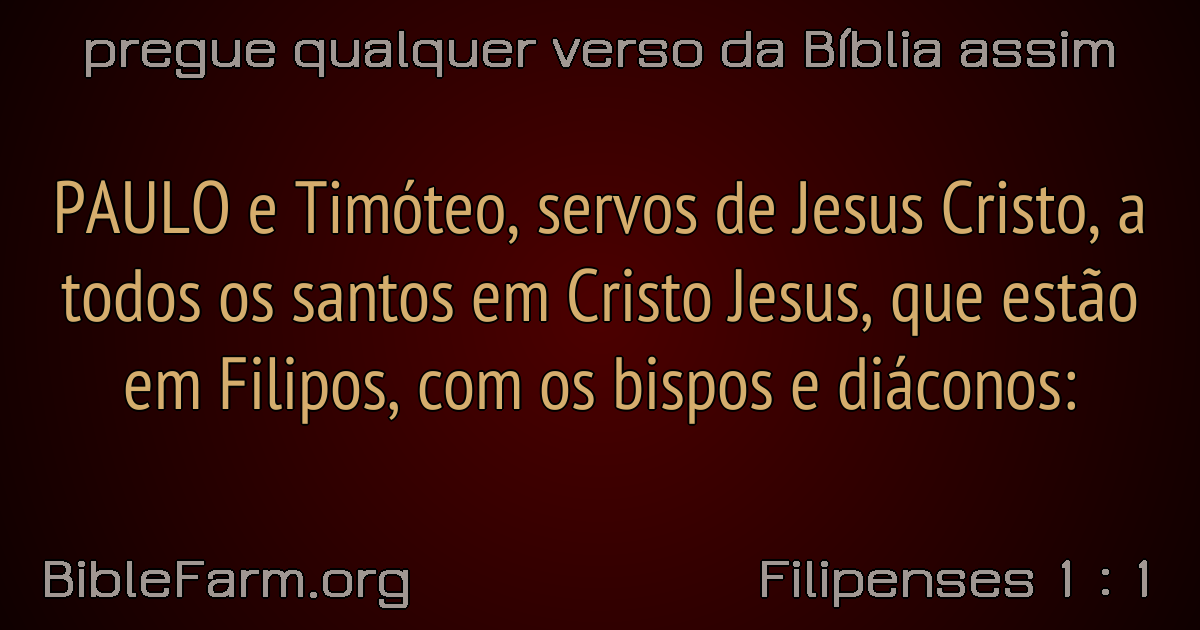 pregue qualquer verso da Bíblia assim
PAULO e Timóteo, servos de Jesus Cristo, a
todos os santos em Cristo Jesus, que estão
em Filipos, com os bispos e diáconos:
BibleFarm.org
Filipenses 1 : 1